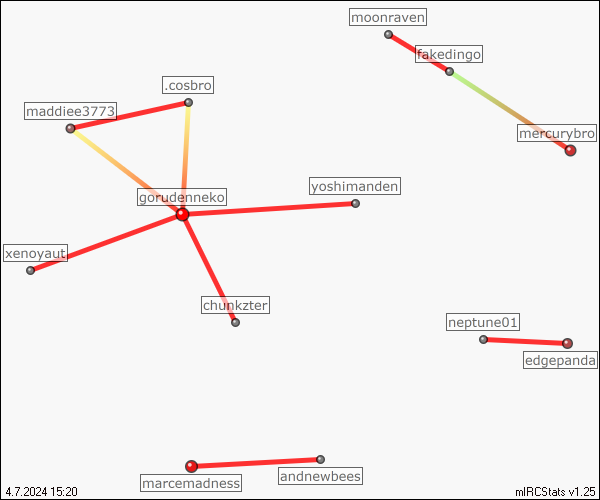 moonraven
fakedingo
.cosbro
maddiee3773
mercurybro
yoshimanden
gorudenneko
xenoyaut
chunkzter
neptune01
edgepanda
andnewbees
marcemadness
4.7.2024 15:20
mIRCStats v1.25